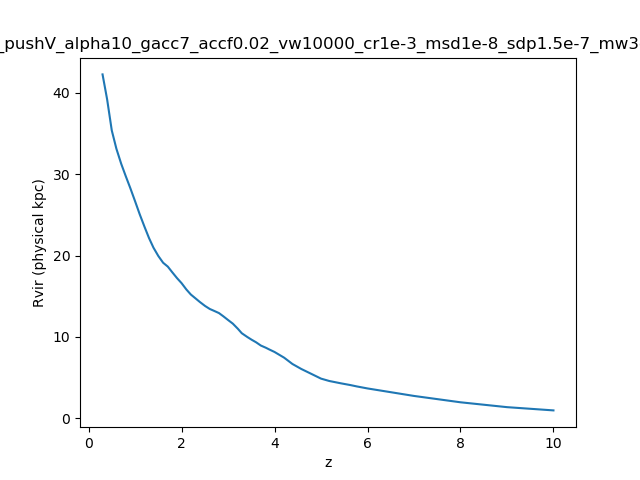 _pushV_alpha10_gacc7_accf0.02_vw10000_cr1e-3_msd1e-8_sdp1.5e-7_mw3
40
30
20
10
0
Rvir (physical kpc)
0 2 4 6 8 10
z